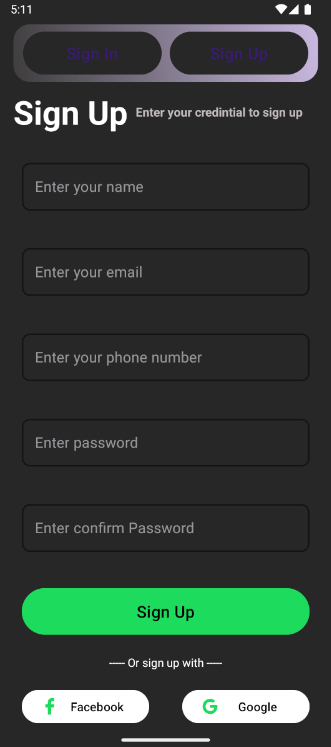 5:11
Sign In Sign Up
Sign Up Enter your credintial to sign up
Enter your name
Enter your email
Enter your phone number
Enter password
Enter confirm Password
Sign Up
----- Or sign up with -----
Facebook Google